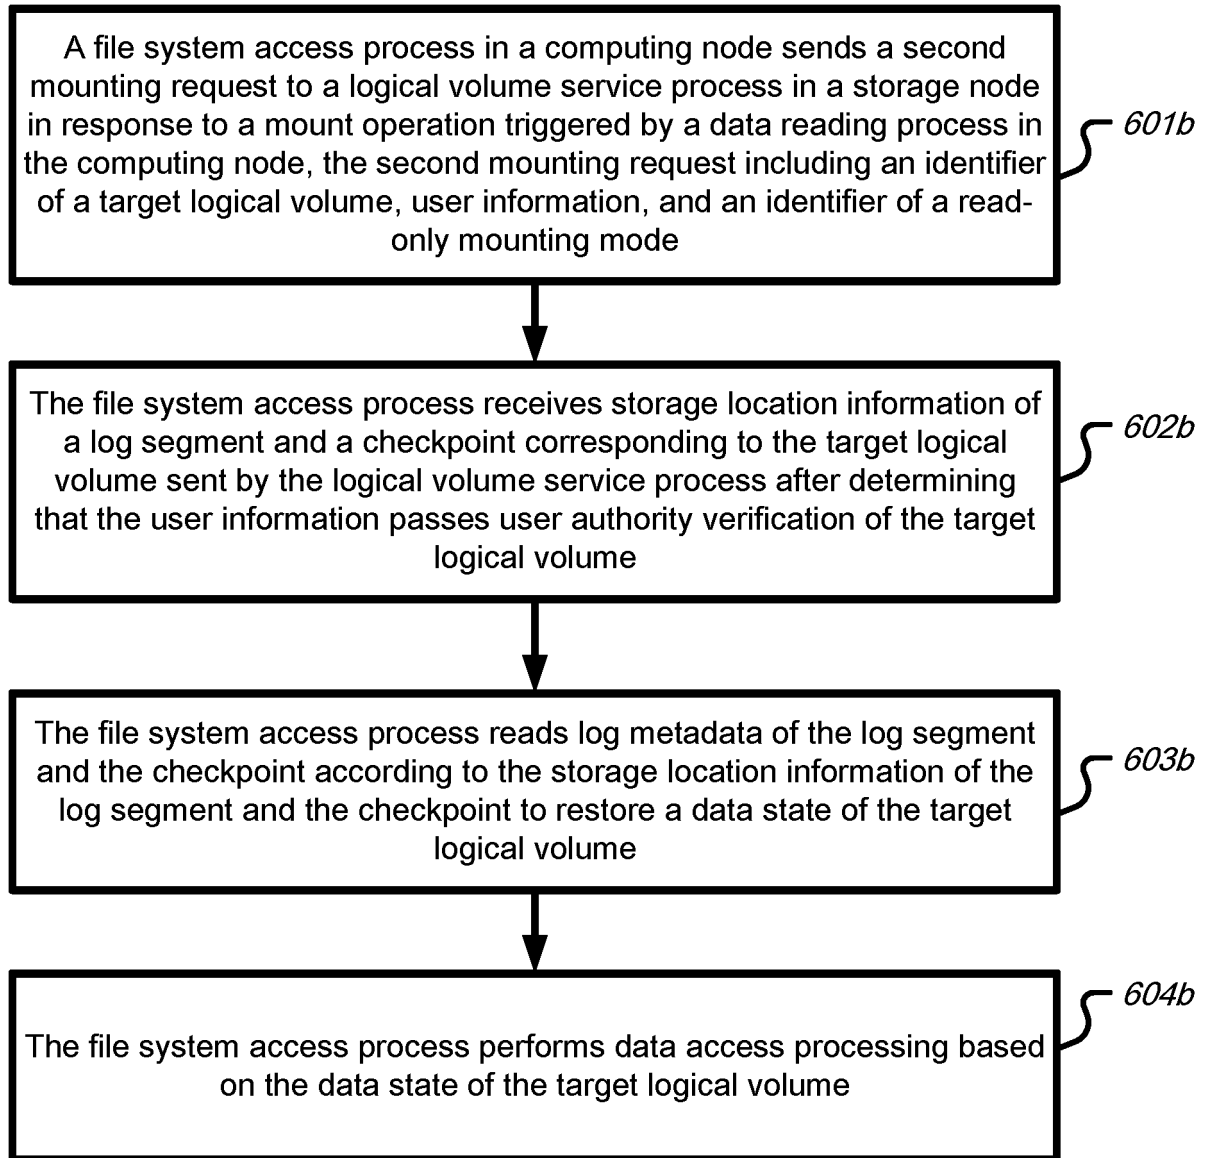 A file system access process in a computing node sends a second
mounting request to a logical volume service process in a storage node
in response to a mount operation triggered by a data reading process in
the computing node, the second mounting request including an identifier
of a target logical volume, user information, and an identifier of a read-
only mounting mode
601b
The file system access process receives storage location information of
a log segment and a checkpoint corresponding to the target logical
volume sent by the logical volume service process after determining
that the user information passes user authority verification of the target
logical volume
602b
The file system access process reads log metadata of the log segment
and the checkpoint according to the storage location information of the
log segment and the checkpoint to restore a data state of the target
logical volume
603b
The file system access process performs data access processing based
on the data state of the target logical volume
604b